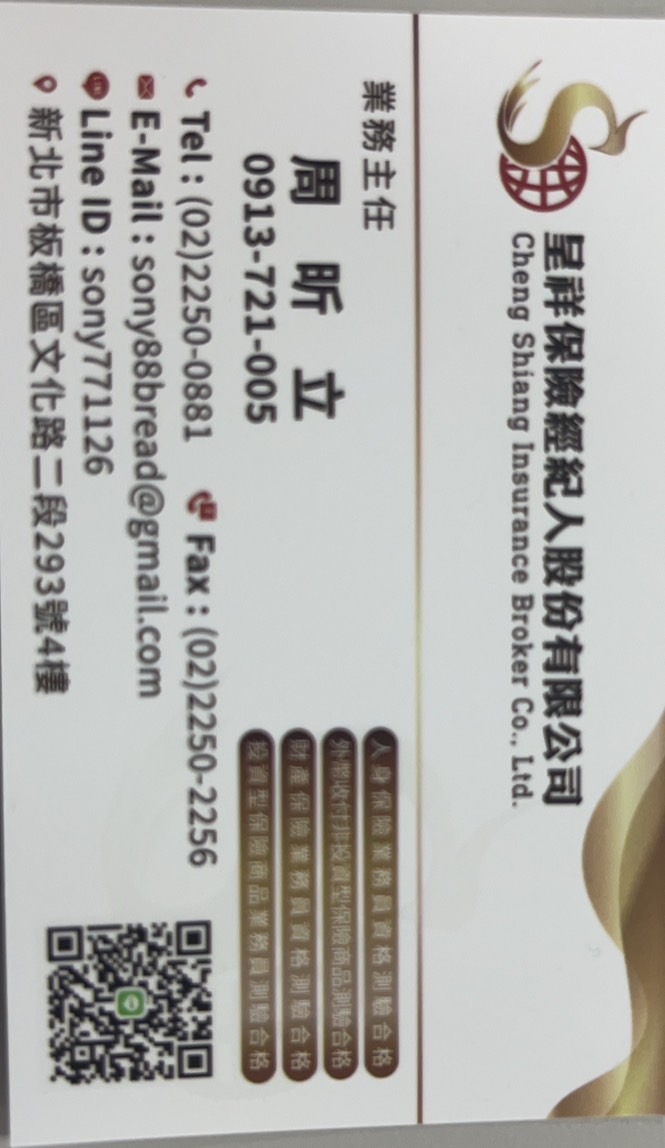 呈祥保險經紀人股份有限公司
Cheng Shiang Insurance Broker Co., Ltd.
業務主任
周昕立
0913-721-005
人身保險業務員資格測驗合格
外幣收付非投資型保險商品測驗合格
財產保險業務員資格測驗合格
投資型保險商品業務員測驗合格
Tel : (02)2250-0881 Fax : (02)2250-2256
E-Mail : sony88bread@gmail.com
Line ID : sony771126
新北市板橋區文化路二段293號4樓